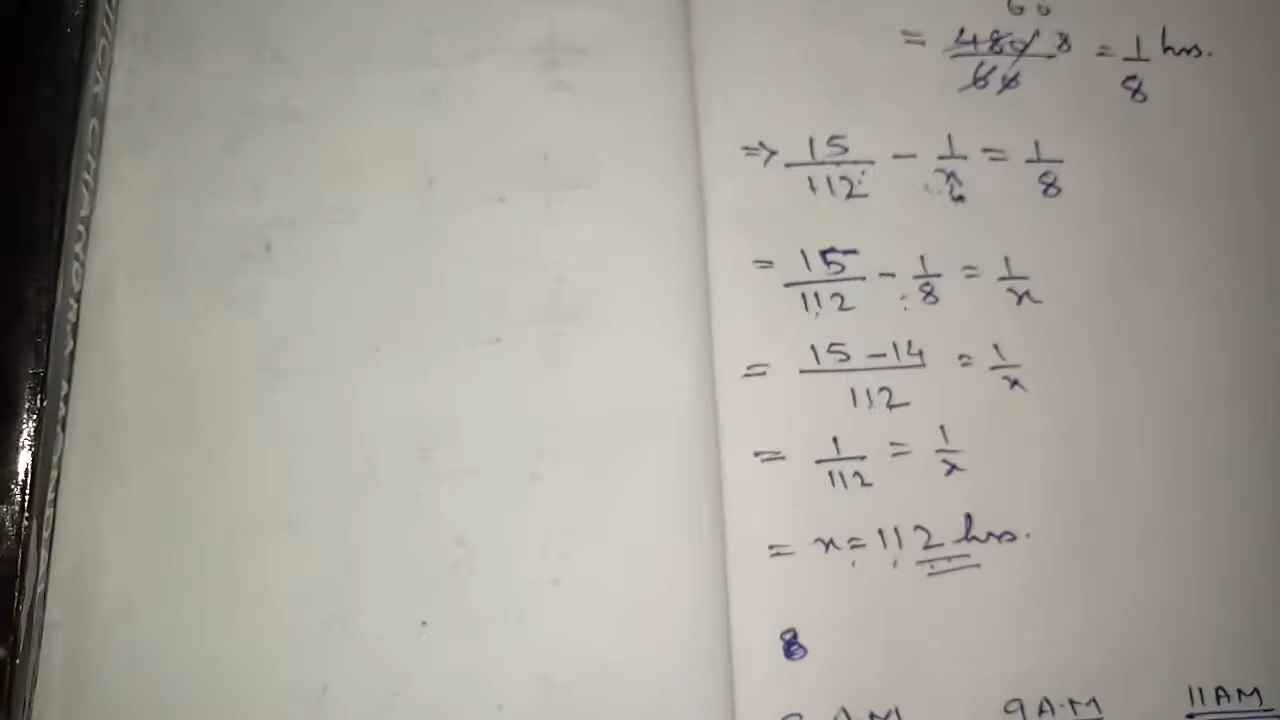 = 480/60 8 = 1/8 hrs.
=> 15/112 - 1/x = 1/8
= 15/112 - 1/8 = 1/x
= 15 - 14/112 = 1/x
= 1/112 = 1/x
= x = 112 hrs.
8
9 A.M 11 AM